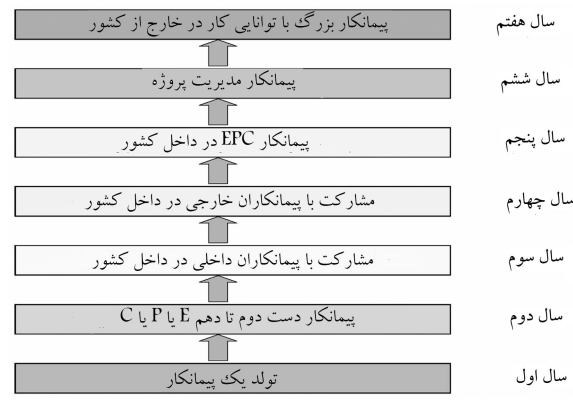 پیمانکار بزرگ با توانایی کار در خارج از کشور
سال هفتم
پیمانکار مدیریت پروژه
سال ششم
پیمانکار EPC در داخل کشور
سال پنجم
مشارکت با پیمانکاران خارجی در داخل کشور
سال چهارم
مشارکت با پیمانکاران داخلی در داخل کشور
سال سوم
پیمانکار دست دوم تا دهم E یا P یا C
سال دوم
تولد یک پیمانکار
سال اول